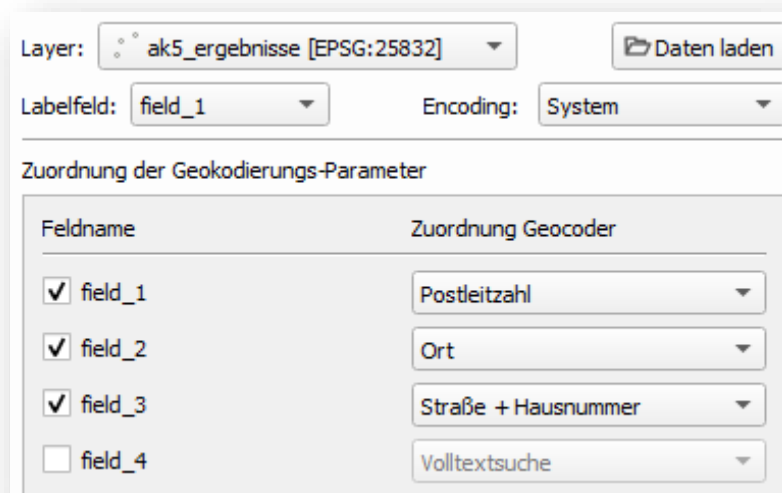 Layer: ak5_ergebnisse [EPSG:25832] Daten laden
Labelfeld: field_1 Encoding: System
Zuordnung der Geokodierungs-Parameter
Feldname Zuordnung Geocoder
field_1 Postleitzahl
field_2 Ort
field_3 Straße + Hausnummer
field_4 Volltextsuche